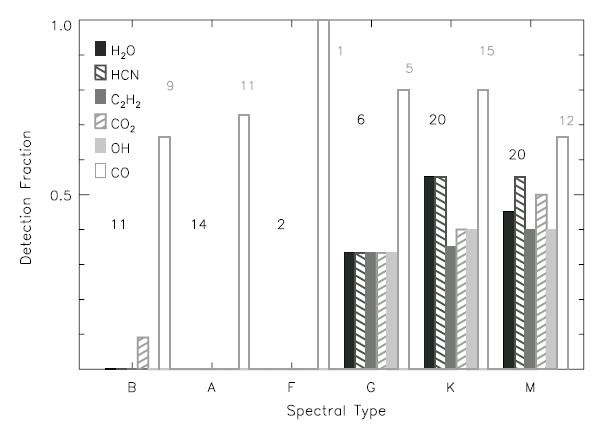 1.0
0.5
Detection Fraction
H₂O
HCN
C₂H₂
CO₂
OH
CO
9
11
1
5
15
12
11
14
2
6
20
20
B A F G K M
Spectral Type